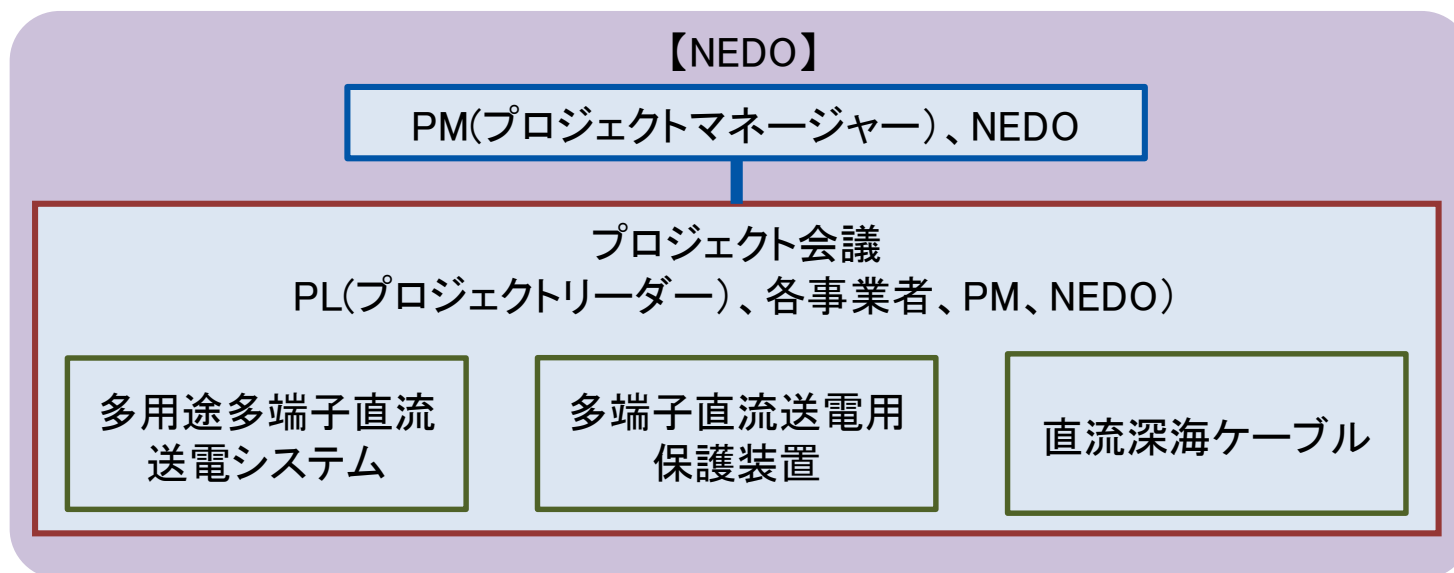 【NEDO】
PM(プロジェクトマネージャー）、NEDO
プロジェクト会議
PL(プロジェクトリーダー）、各事業者、PM、NEDO）
多用途多端子直流
送電システム
多端子直流送電用
保護装置
直流深海ケーブル